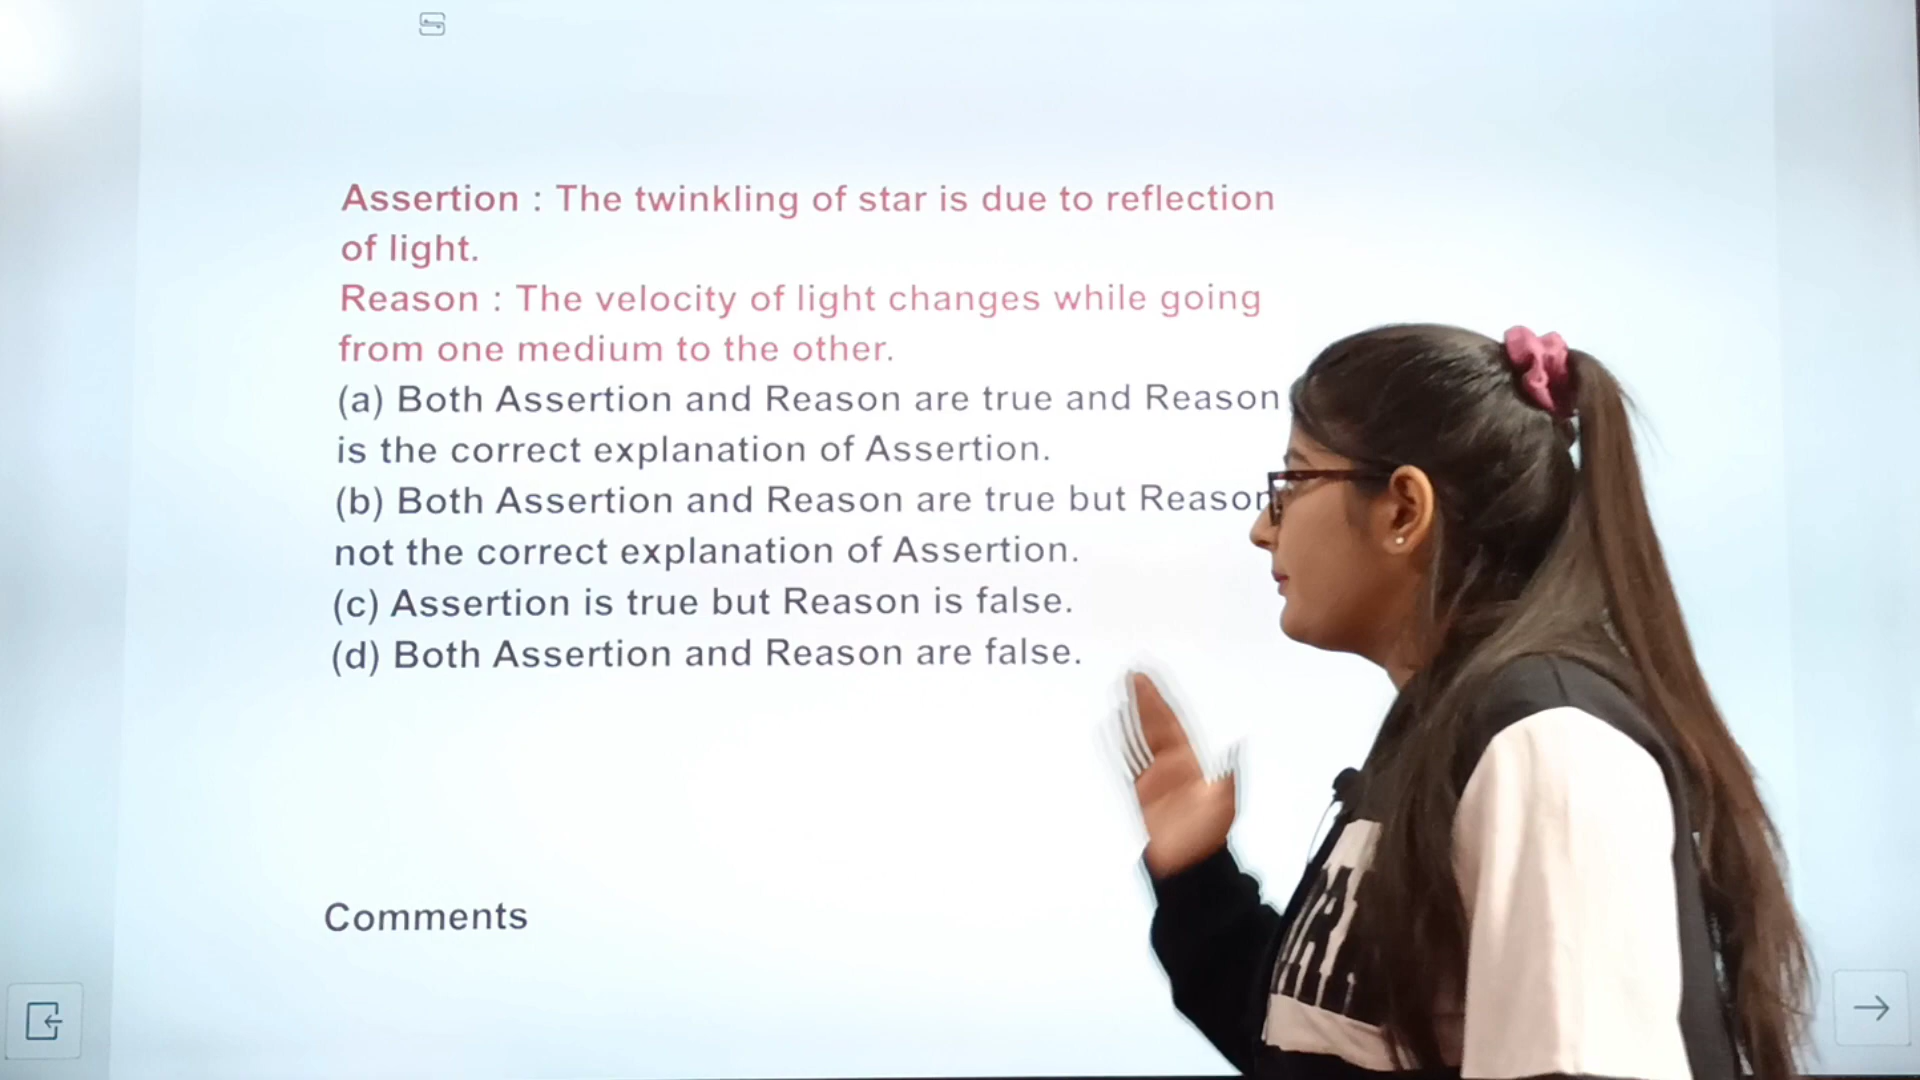 Assertion : The twinkling of star is due to reflection
of light.
Reason : The velocity of light changes while going
from one medium to the other.
(a) Both Assertion and Reason are true and Reason
is the correct explanation of Assertion.
(b) Both Assertion and Reason are true but Reason
not the correct explanation of Assertion.
(c) Assertion is true but Reason is false.
(d) Both Assertion and Reason are false.
Comments